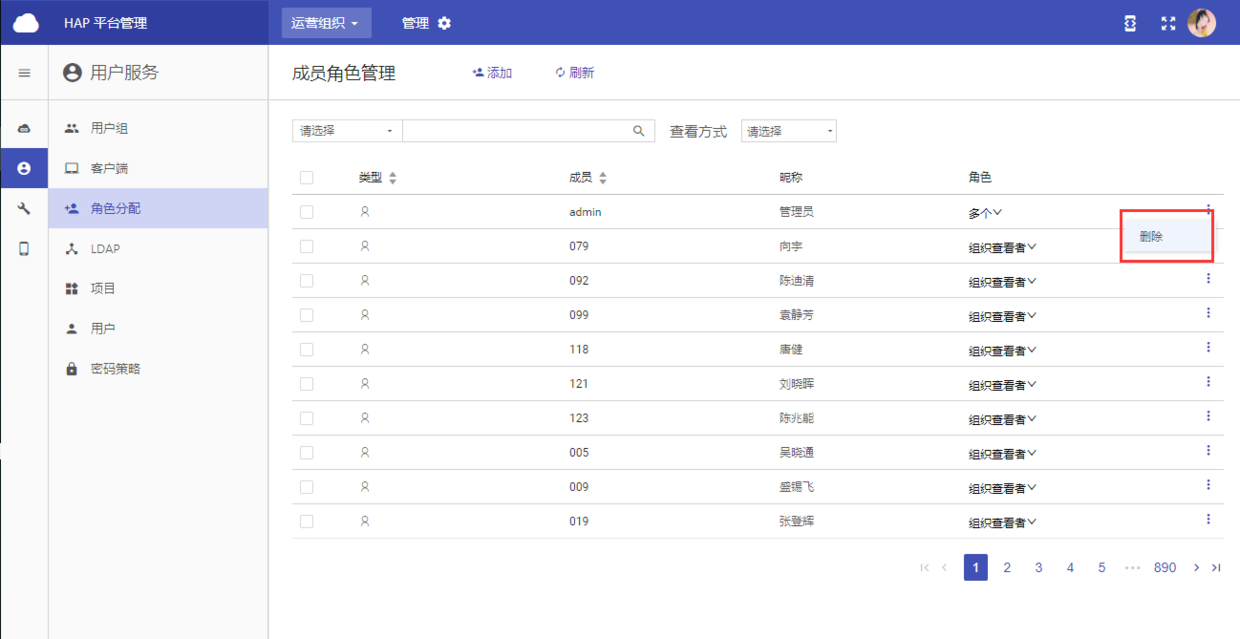 HAP 平台管理
运营组织
管理
用户服务
成员角色管理
添加
刷新
用户组
客户端
角色分配
LDAP
项目
用户
密码策略
请选择
查看方式
请选择
类型
成员
昵称
角色
admin
管理员
多个
删除
079
向宇
组织查看者
092
陈迪清
组织查看者
099
袁静芳
组织查看者
118
唐健
组织查看者
121
刘晓晖
组织查看者
123
陈兆能
组织查看者
005
吴晓通
组织查看者
009
盛锡飞
组织查看者
019
张登辉
组织查看者
1
2
3
4
5
•••
890